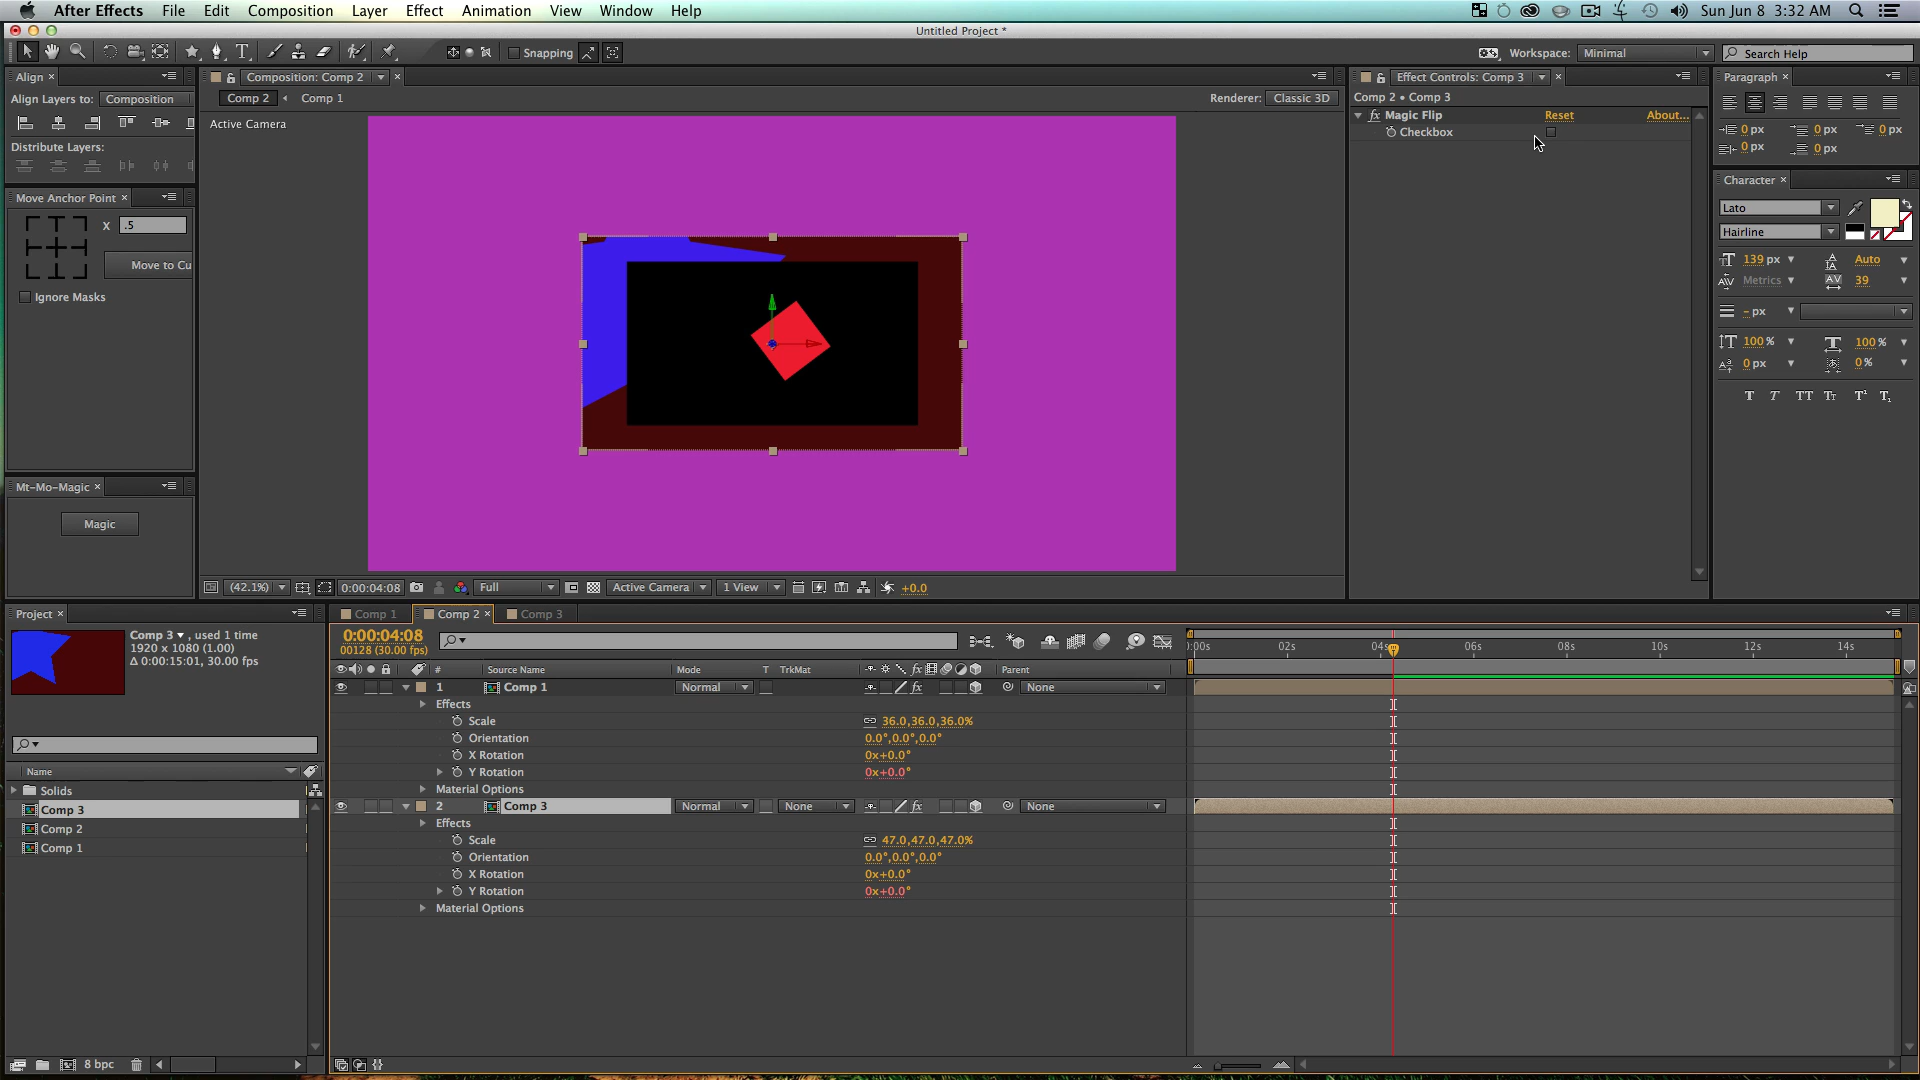 After Effects File Edit Composition Layer Effect Animation View Window Help Sun Jun 8 3:32 AM
Untitled Project *
Snapping Workspace: Minimal Search Help
Align × Composition: Comp 2 × Effect Controls: Comp 3 × Paragraph ×
Align Layers to: Composition
Comp 2 Comp 1 Renderer: Classic 3D
Active Camera
Comp 2 • Comp 3
Magic Flip Reset About...
Checkbox
0 px 0 px 0 px
0 px 0 px
Distribute Layers:
Move Anchor Point ×
X .5
Move to Cu
Ignore Masks
Character ×
Lato
Hairline
139 px Auto
Metrics 39
- px
100 % 100 %
0 px 0 %
T T TT Tt T¹ T₁
Mt-Mo-Magic ×
Magic
(42.1%) 0:00:04:08 Full Active Camera 1 View +0.0
Project ×
Comp 3 , used 1 time
1920 x 1080 (1.00)
Δ 0:00:15:01, 30.00 fps
Name
Solids
Comp 3
Comp 2
Comp 1
8 bpc
Comp 1 Comp 2 × Comp 3
0:00:04:08
00128 (30.00 fps)
:00s 02s 04s 06s 08s 10s 12s 14s
# Source Name Mode T TrkMat fx Parent
1 Comp 1 Normal fx None
Effects
Scale 36.0,36.0,36.0%
Orientation 0.0°,0.0°,0.0°
X Rotation 0x+0.0°
Y Rotation 0x+0.0°
Material Options
2 Comp 3 Normal None fx None
Effects
Scale 47.0,47.0,47.0%
Orientation 0.0°,0.0°,0.0°
X Rotation 0x+0.0°
Y Rotation 0x+0.0°
Material Options